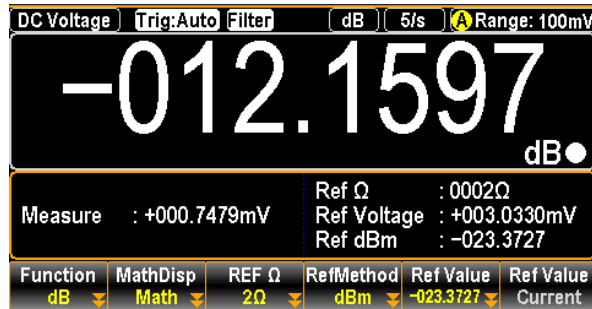 DC Voltage Trig:Auto Filter dB 5/s A Range: 100mV
−012.1597
dB
Measure : +000.7479mV
Ref Ω : 0002Ω
Ref Voltage : +003.0330mV
Ref dBm : −023.3727
Function MathDisp REF Ω RefMethod Ref Value Ref Value
dB Math 2Ω dBm −023.3727 Current